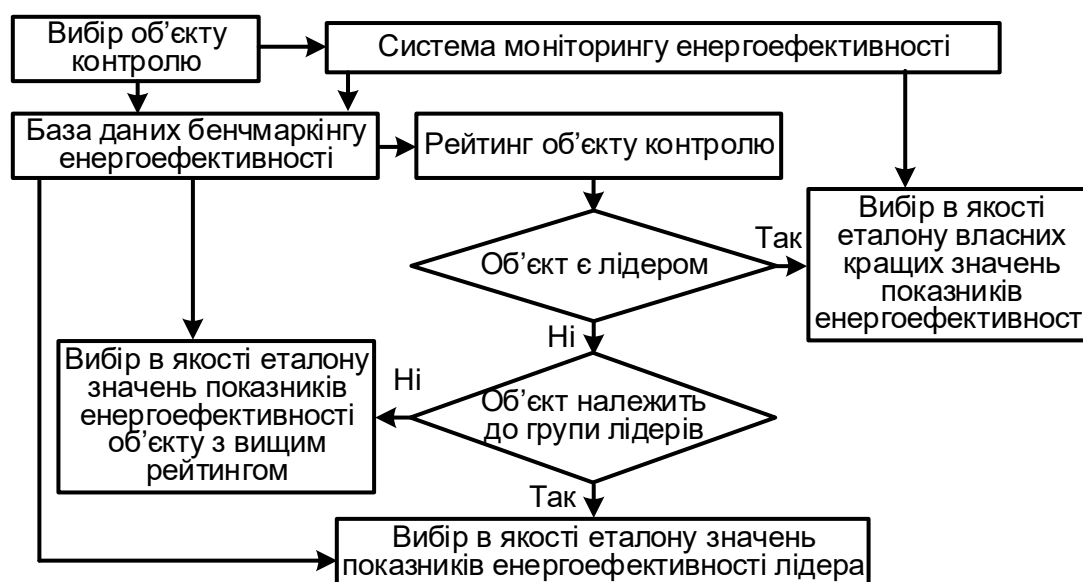 Вибір об’єкту
контролю
Система моніторингу енергоефективності
База даних бенчмаркінгу
енергоефективності
Рейтинг об’єкту контролю
Об’єкт є лідером
Так
Вибір в якості
еталону власних
кращих значень
показників
енергоефективност
Ні
Вибір в якості еталону
значень показників
енергоефективності
об’єкту з вищим
рейтингом
Ні
Об’єкт належить
до групи лідерів
Так
Вибір в якості еталону значень
показників енергоефективності лідера